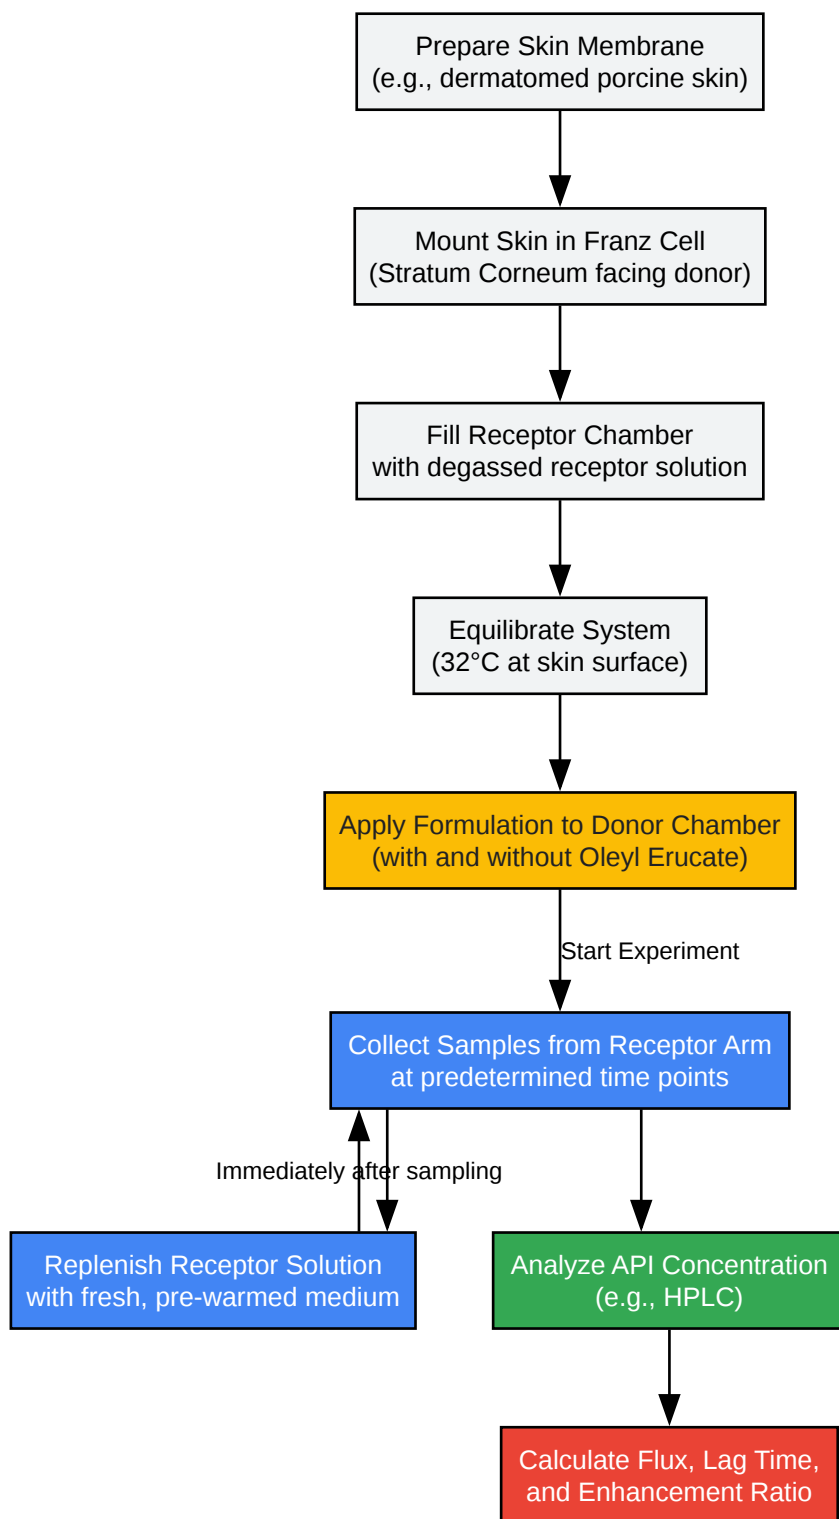 Prepare Skin Membrane
(e.g., dermatomed porcine skin)
Mount Skin in Franz Cell
(Stratum Corneum facing donor)
Fill Receptor Chamber
with degassed receptor solution
Equilibrate System
(32°C at skin surface)
Apply Formulation to Donor Chamber
(with and without Oleyl Erucate)
Start Experiment
Collect Samples from Receptor Arm
at predetermined time points
Immediately after sampling
Replenish Receptor Solution
with fresh, pre-warmed medium
Analyze API Concentration
(e.g., HPLC)
Calculate Flux, Lag Time,
and Enhancement Ratio